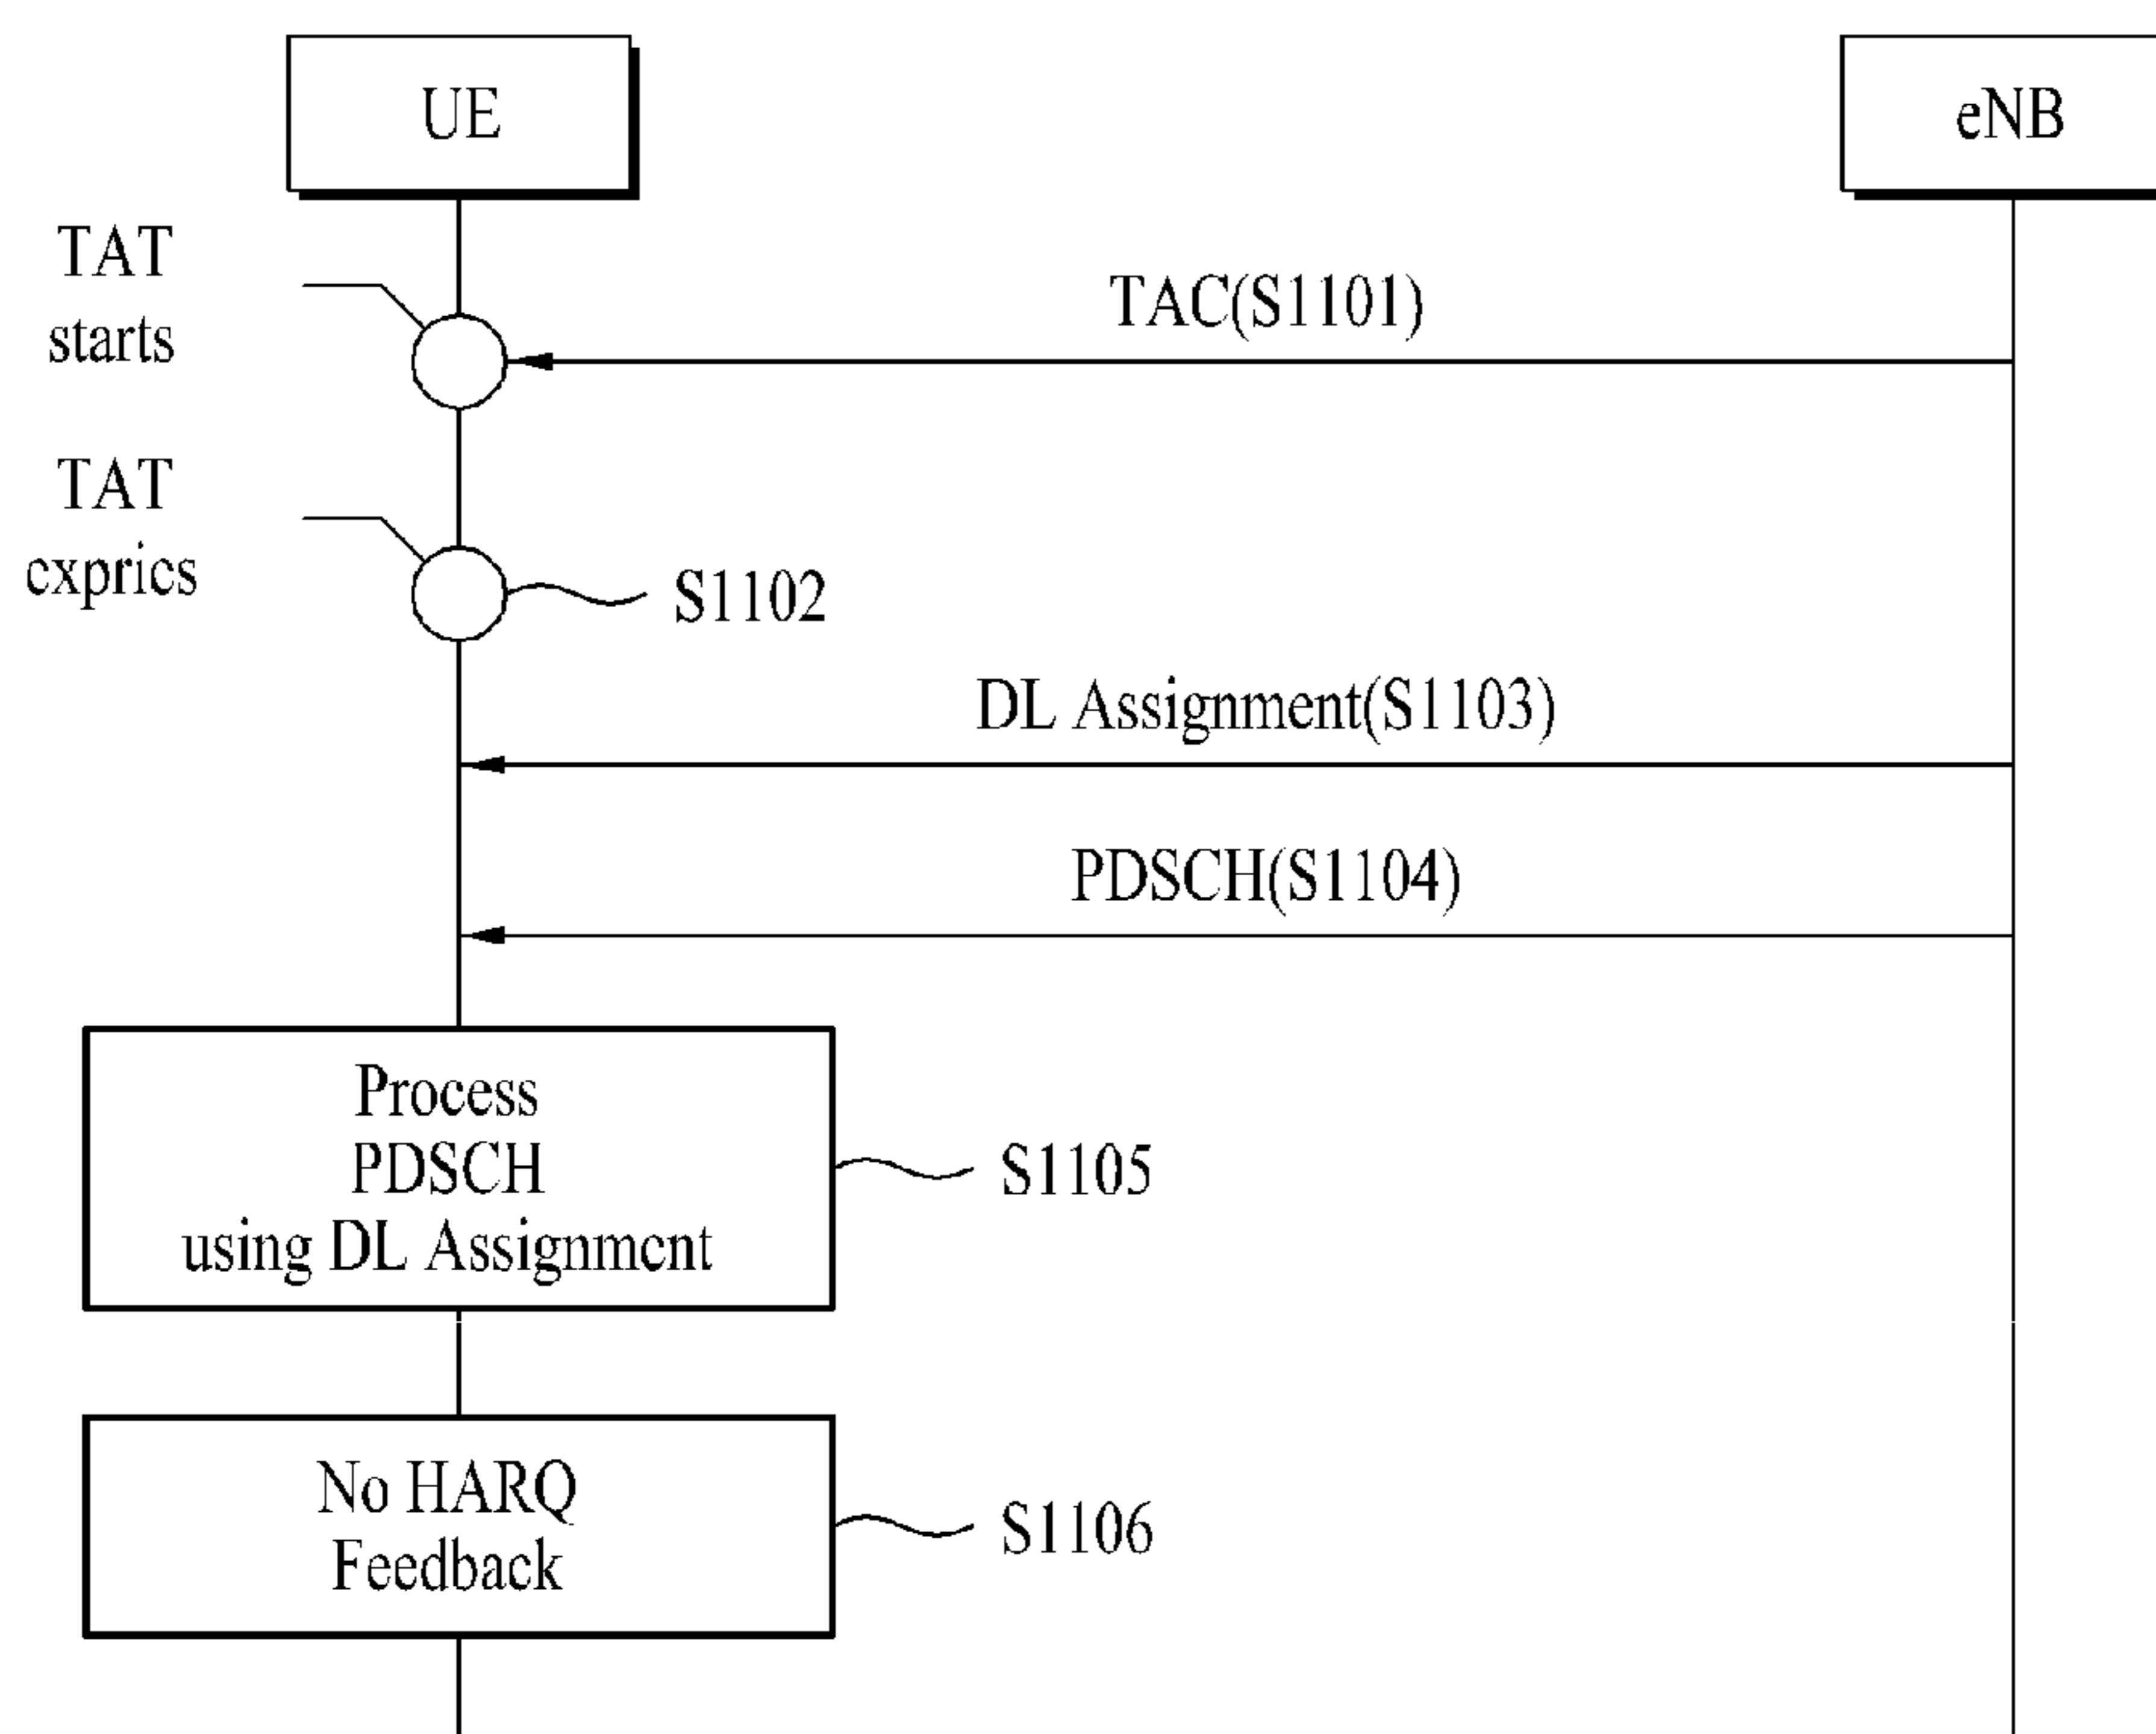 UE
eNB
TAT
starts
TAC(S1101)
TAT
expries
S1102
DL Assignment(S1103)
PDSCH(S1104)
Process
PDSCH
using DL Assignment
S1105
No HARQ
Feedback
S1106